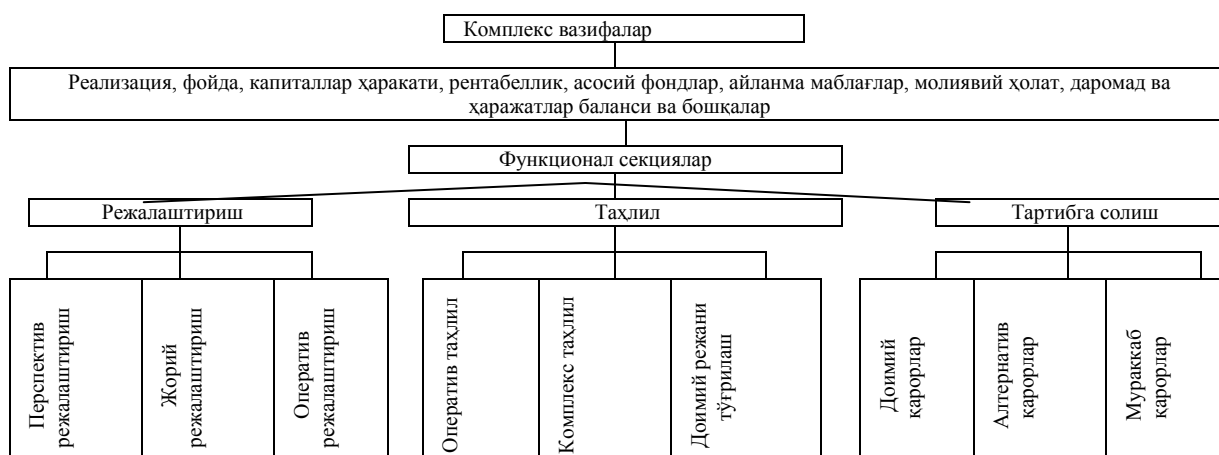 Комплекс вазифалар
Реализация, фойда, капиталлар ҳаракати, рентабеллик, асосий фондлар, айланма маблағлар, молиявий ҳолат, даромад ва
ҳаражатлар баланси ва бошқалар
Функционал секциялар
Режалаштириш
Таҳлил
Тартибга солиш
Перспектив
режалаштириш
Жорий
режалаштириш
Оператив
режалаштириш
Оператив таҳлил
Комплекс таҳлил
Доимий режани
тўғрилаш
Доимий
қарорлар
Алтернатив
қарорлар
Мураккаб
қарорлар